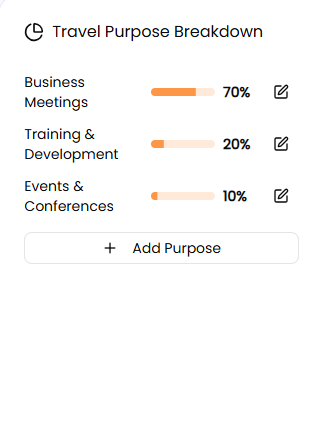 Travel Purpose Breakdown
Business
Meetings
70%
Training &
Development
20%
Events &
Conferences
10%
Add Purpose